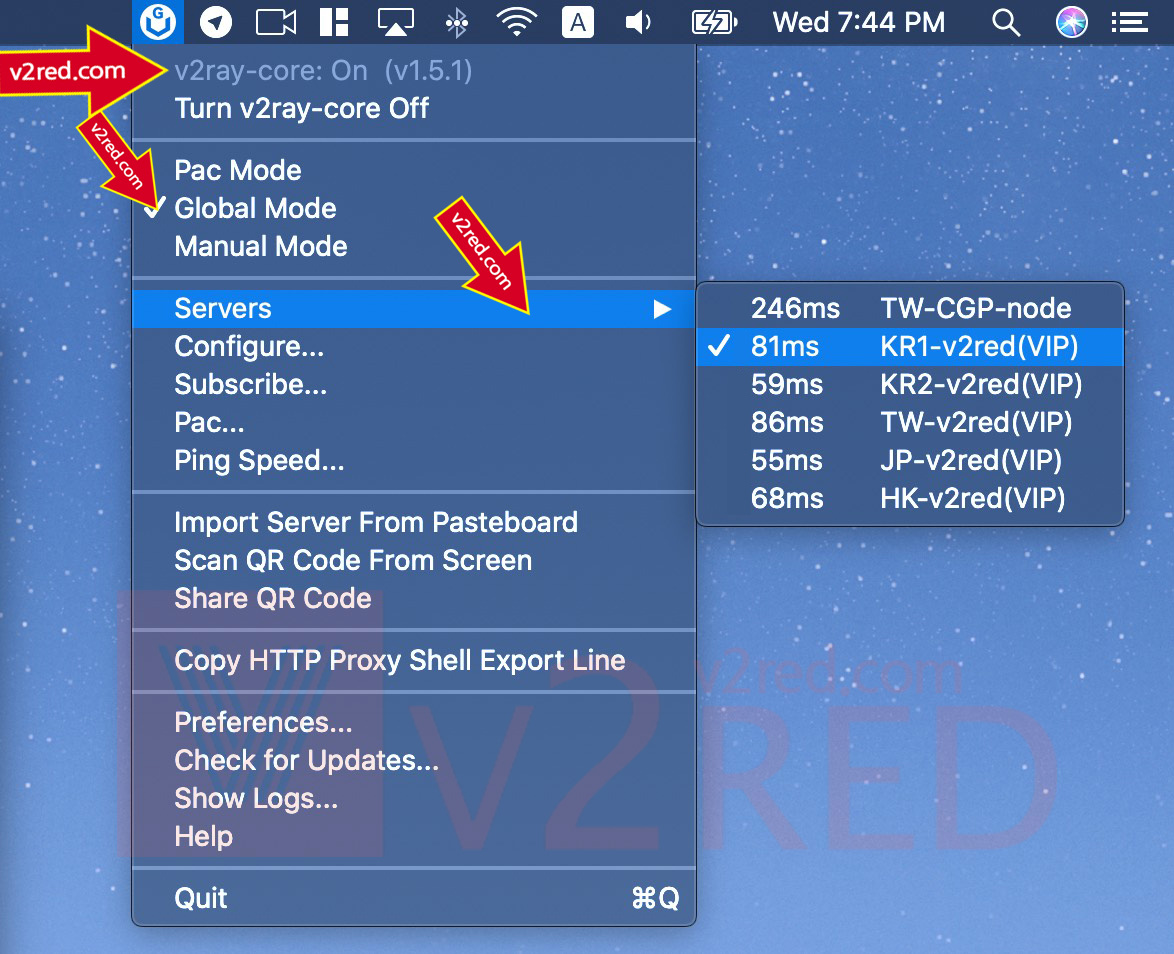 G
A
Wed 7:44 PM
v2red.com
v2ray-core: On (v1.5.1)
Turn v2ray-core Off
v2red.com
Pac Mode
✓ Global Mode
Manual Mode
v2red.com
Servers ▶
Configure...
Subscribe...
Pac...
Ping Speed...
246ms TW-CGP-node
✓ 81ms KR1-v2red(VIP)
59ms KR2-v2red(VIP)
86ms TW-v2red(VIP)
55ms JP-v2red(VIP)
68ms HK-v2red(VIP)
Import Server From Pasteboard
Scan QR Code From Screen
Share QR Code
Copy HTTP Proxy Shell Export Line
Preferences...
Check for Updates...
Show Logs...
Help
Quit ⌘Q
v2red.com
V2RED